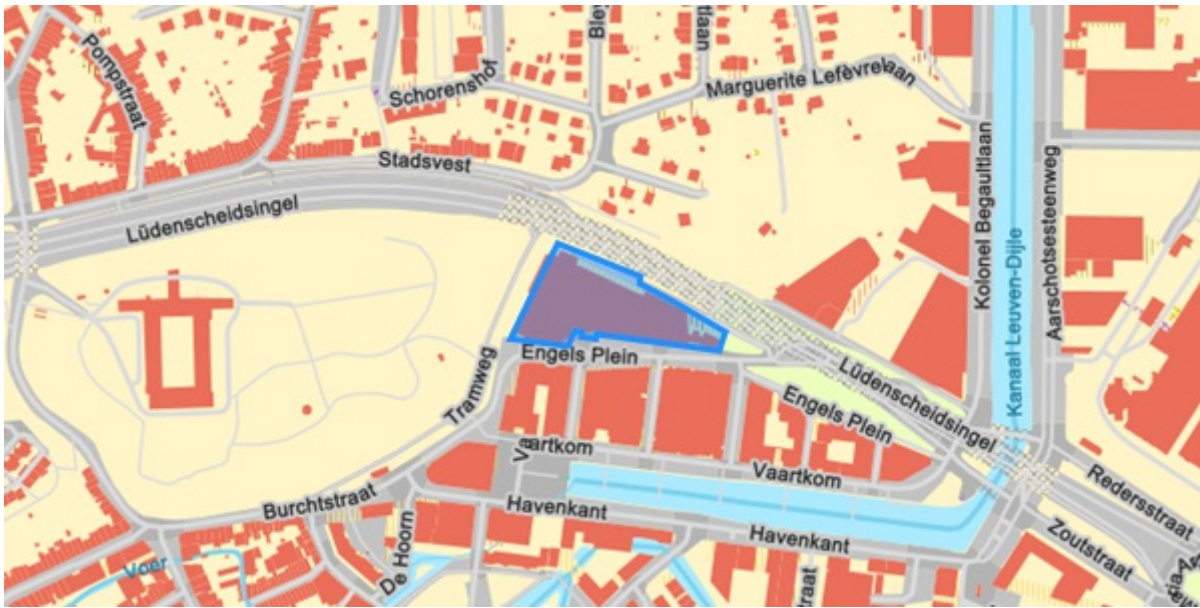 Pompstraat
Schorenshof
Marguerite Lefèvrelaan
Stadsvest
Lüdenscheidsingel
Kolonel Begaultlaan
Kanaal Leuven-Dijle
Aarschotsesteenweg
Engels Plein
Tramweg
Lüdenscheidsingel
Engels Plein
Vaartkom
Vaartkom
Burchtstraat
Havenkant
Havenkant
Redersstraat
Zoutstraat
De Hoorn
Voer